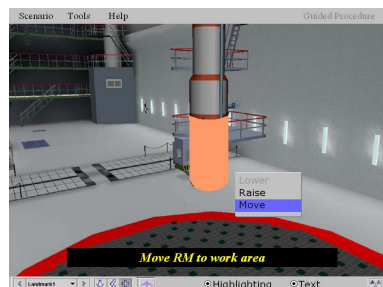 Scenario Tools Help Guided Procedure
Lower
Raise
Move
Move RM to work area
Landmark1
Highlighting Text